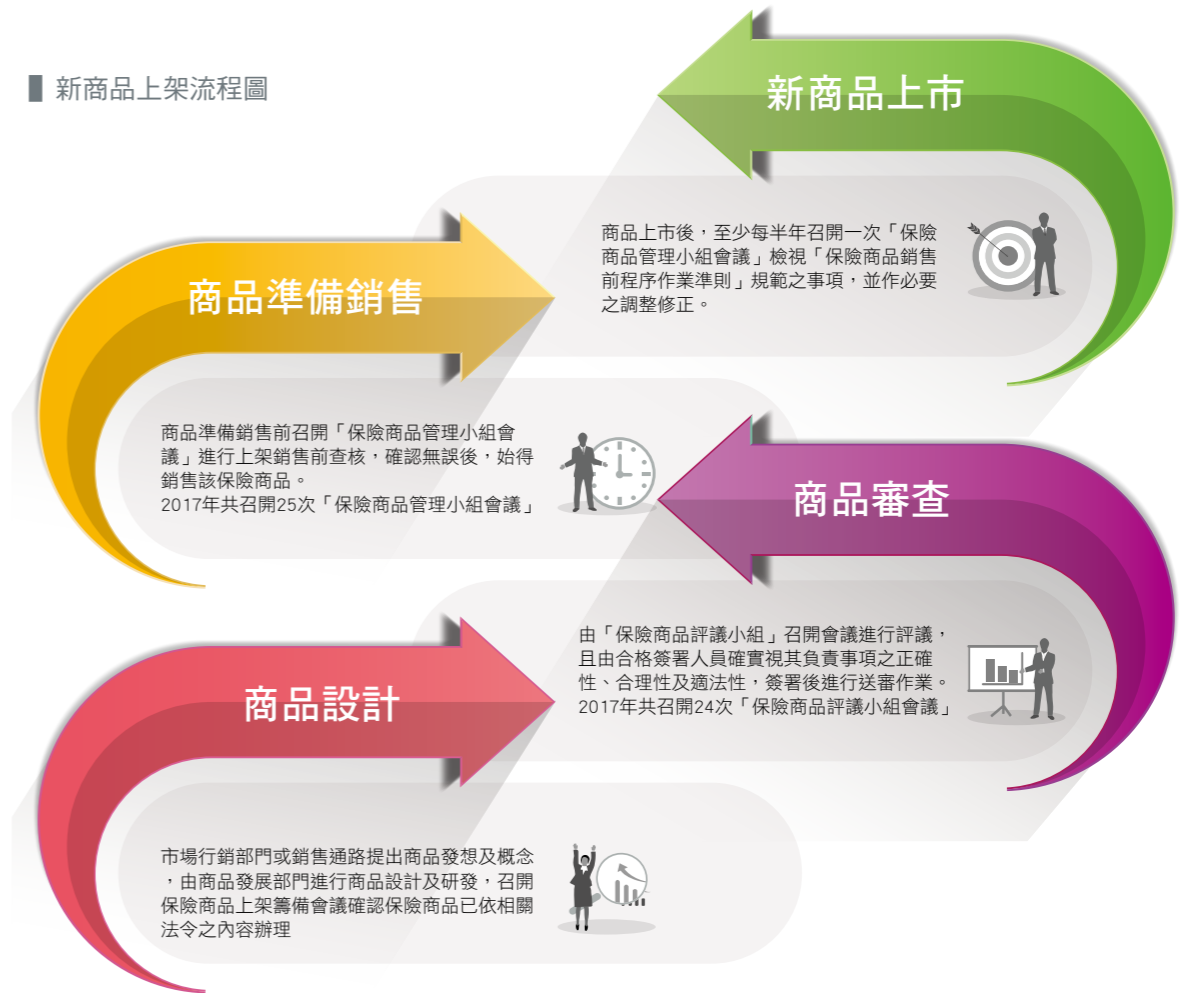 新商品上架流程圖
新商品上市
商品上市後，至少每半年召開一次「保險
商品管理小組會議」檢視「保險商品銷售
前程序作業準則」規範之事項，並作必要
之調整修正。
商品準備銷售
商品準備銷售前召開「保險商品管理小組會
議」進行上架銷售前查核，確認無誤後，始得
銷售該保險商品。
2017年共召開25次「保險商品管理小組會議」
商品審查
由「保險商品評議小組」召開會議進行評議，
且由合格簽署人員確實視其負責事項之正確
性、合理性及適法性，簽署後進行送審作業。
2017年共召開24次「保險商品評議小組會議」
商品設計
市場行銷部門或銷售通路提出商品發想及概念
，由商品發展部門進行商品設計及研發，召開
保險商品上架籌備會議確認保險商品已依相關
法令之內容辦理